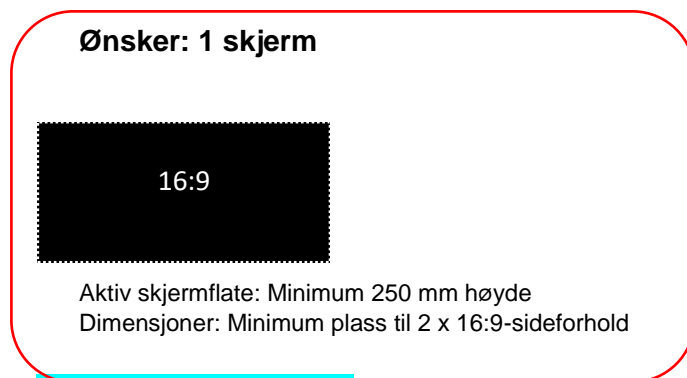 Ønsker: 1 skjerm
16:9
Aktiv skjermflate: Minimum 250 mm høyde
Dimensjoner: Minimum plass til 2 x 16:9-sideforhold